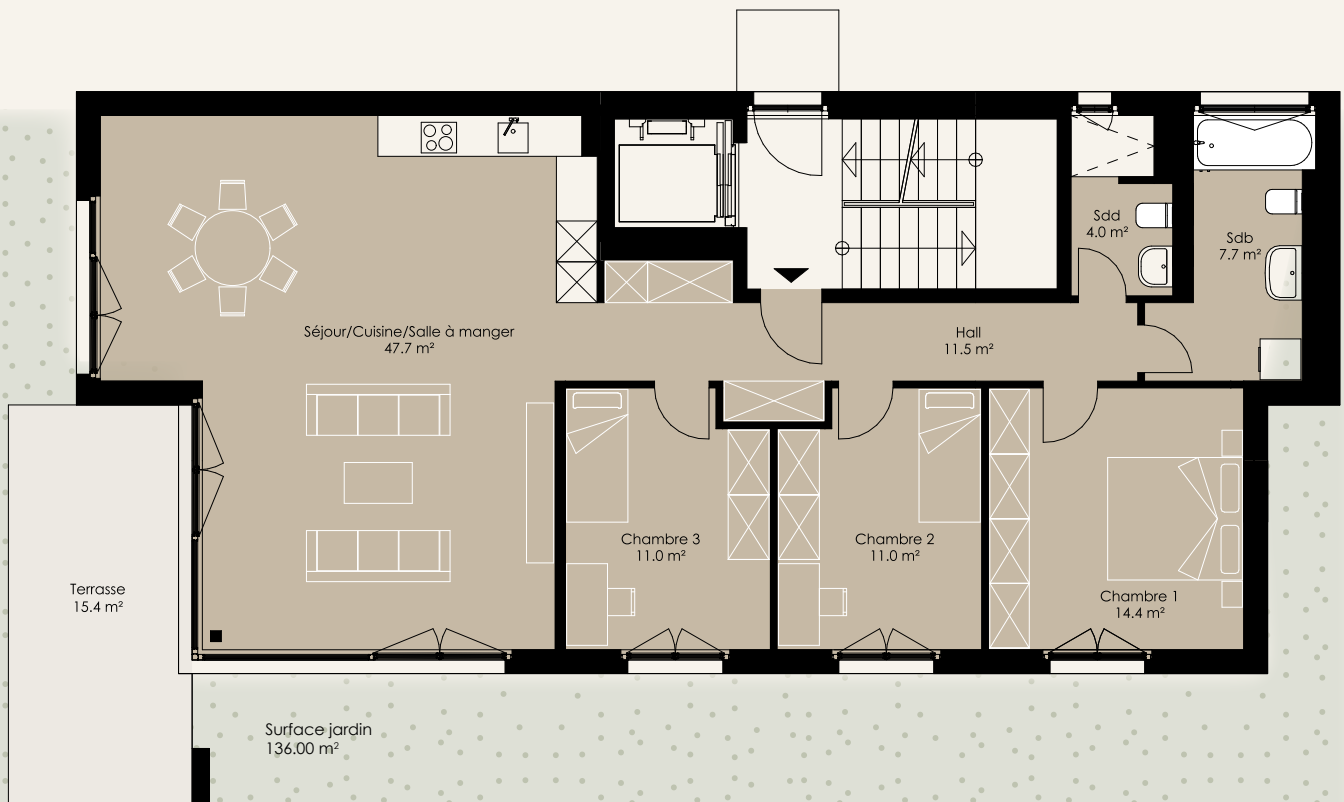 Sdd
4.0 m²
Sdb
7.7 m²
Séjour/Cuisine/Salle à manger
47.7 m²
Hall
11.5 m²
Chambre 3
11.0 m²
Chambre 2
11.0 m²
Chambre 1
14.4 m²
Terrasse
15.4 m²
Surface jardin
136.00 m²